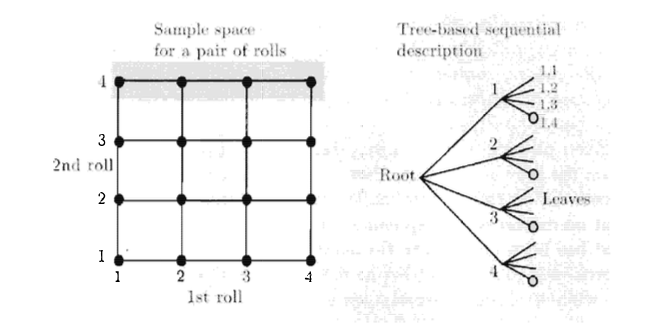 Sample space
for a pair of rolls
4
3
2nd roll
2
1
1 2 3 4
1st roll
Tree-based sequential
description
1
1,1
1,2
1,3
1,4
2
Root
Leaves
3
4